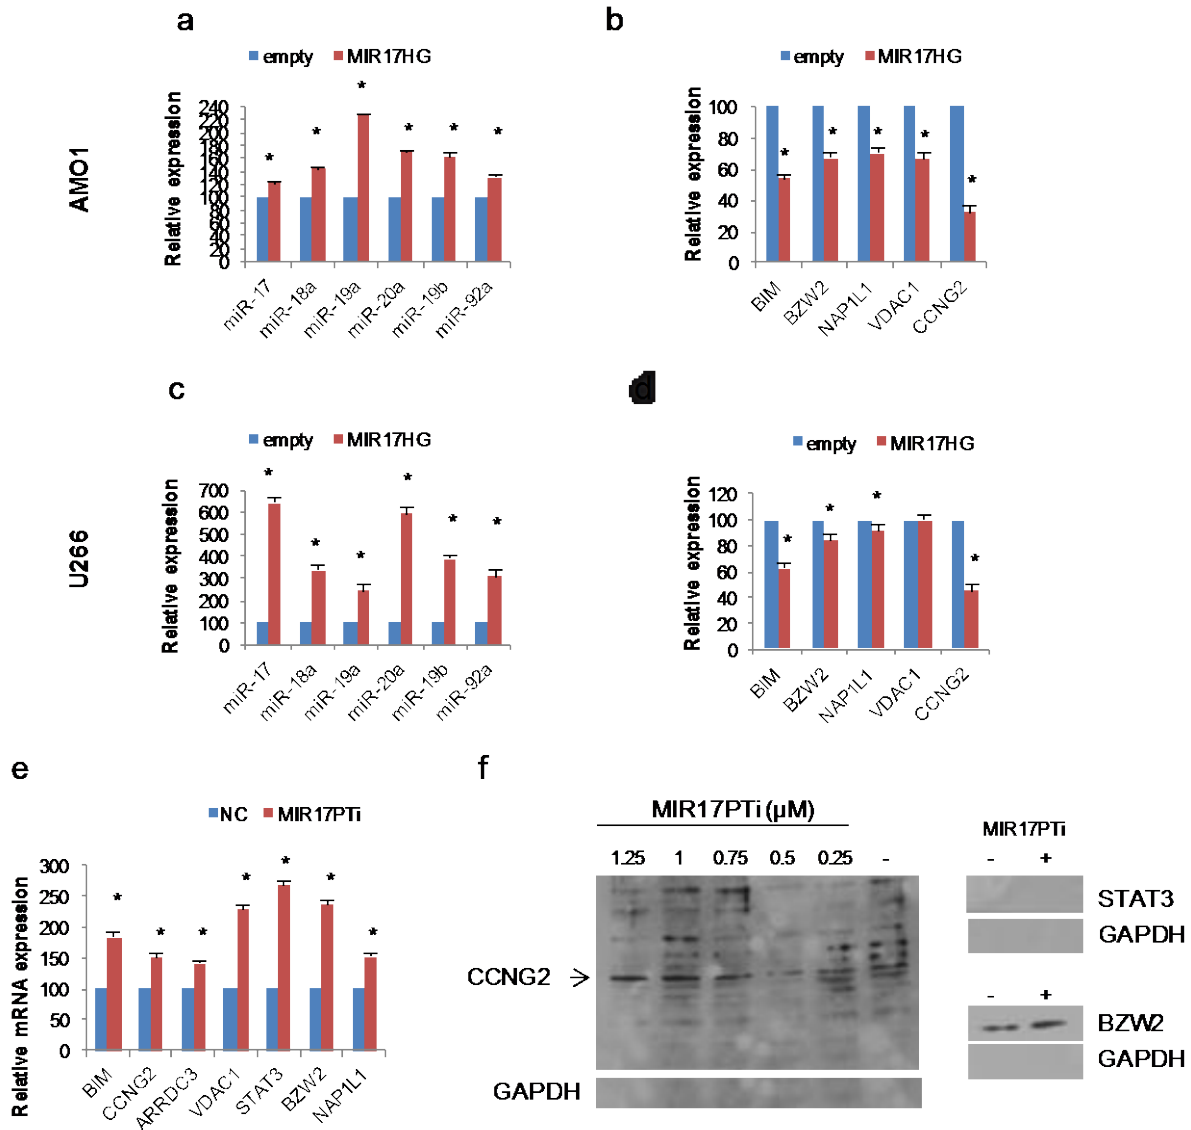 a
empty MIR17HG
AMO1
Relative expression
240
220
200
180
160
140
120
100
80
60
40
20
0
* * * * * *
miR-17 miR-18a miR-19a miR-20a miR-19b miR-92a
b
empty MIR17HG
Relative expression
100
80
60
40
20
0
* * * * *
BIM BZW2 NAP1L1 VDAC1 CCNG2
c
empty MIR17HG
U266
Relative expression
700
600
500
400
300
200
100
0
* * * * * *
miR-17 miR-18a miR-19a miR-20a miR-19b miR-92a
d
empty MIR17HG
Relative expression
120
100
80
60
40
20
0
* * * *
BIM BZW2 NAP1L1 VDAC1 CCNG2
e
NC MIR17PTi
Relative mRNA expression
300
250
200
150
100
50
0
* * * * * * *
BIM CCNG2 ARRDC3 VDAC1 STAT3 BZW2 NAP1L1
f
MIR17PTi (µM)
1.25 1 0.75 0.5 0.25 -
CCNG2
GAPDH
MIR17PTi
- +
STAT3
GAPDH
- +
BZW2
GAPDH